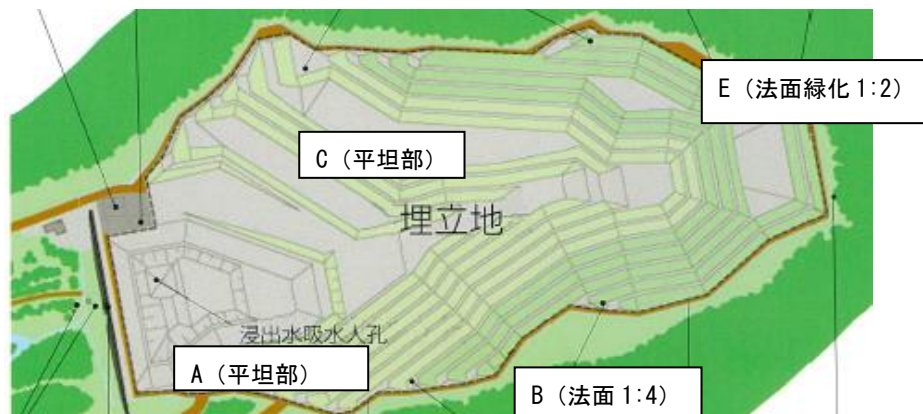 E（法面緑化 1:2）
C（平坦部）
埋立地
浸出水吸水人孔
A（平坦部）
B（法面 1:4）